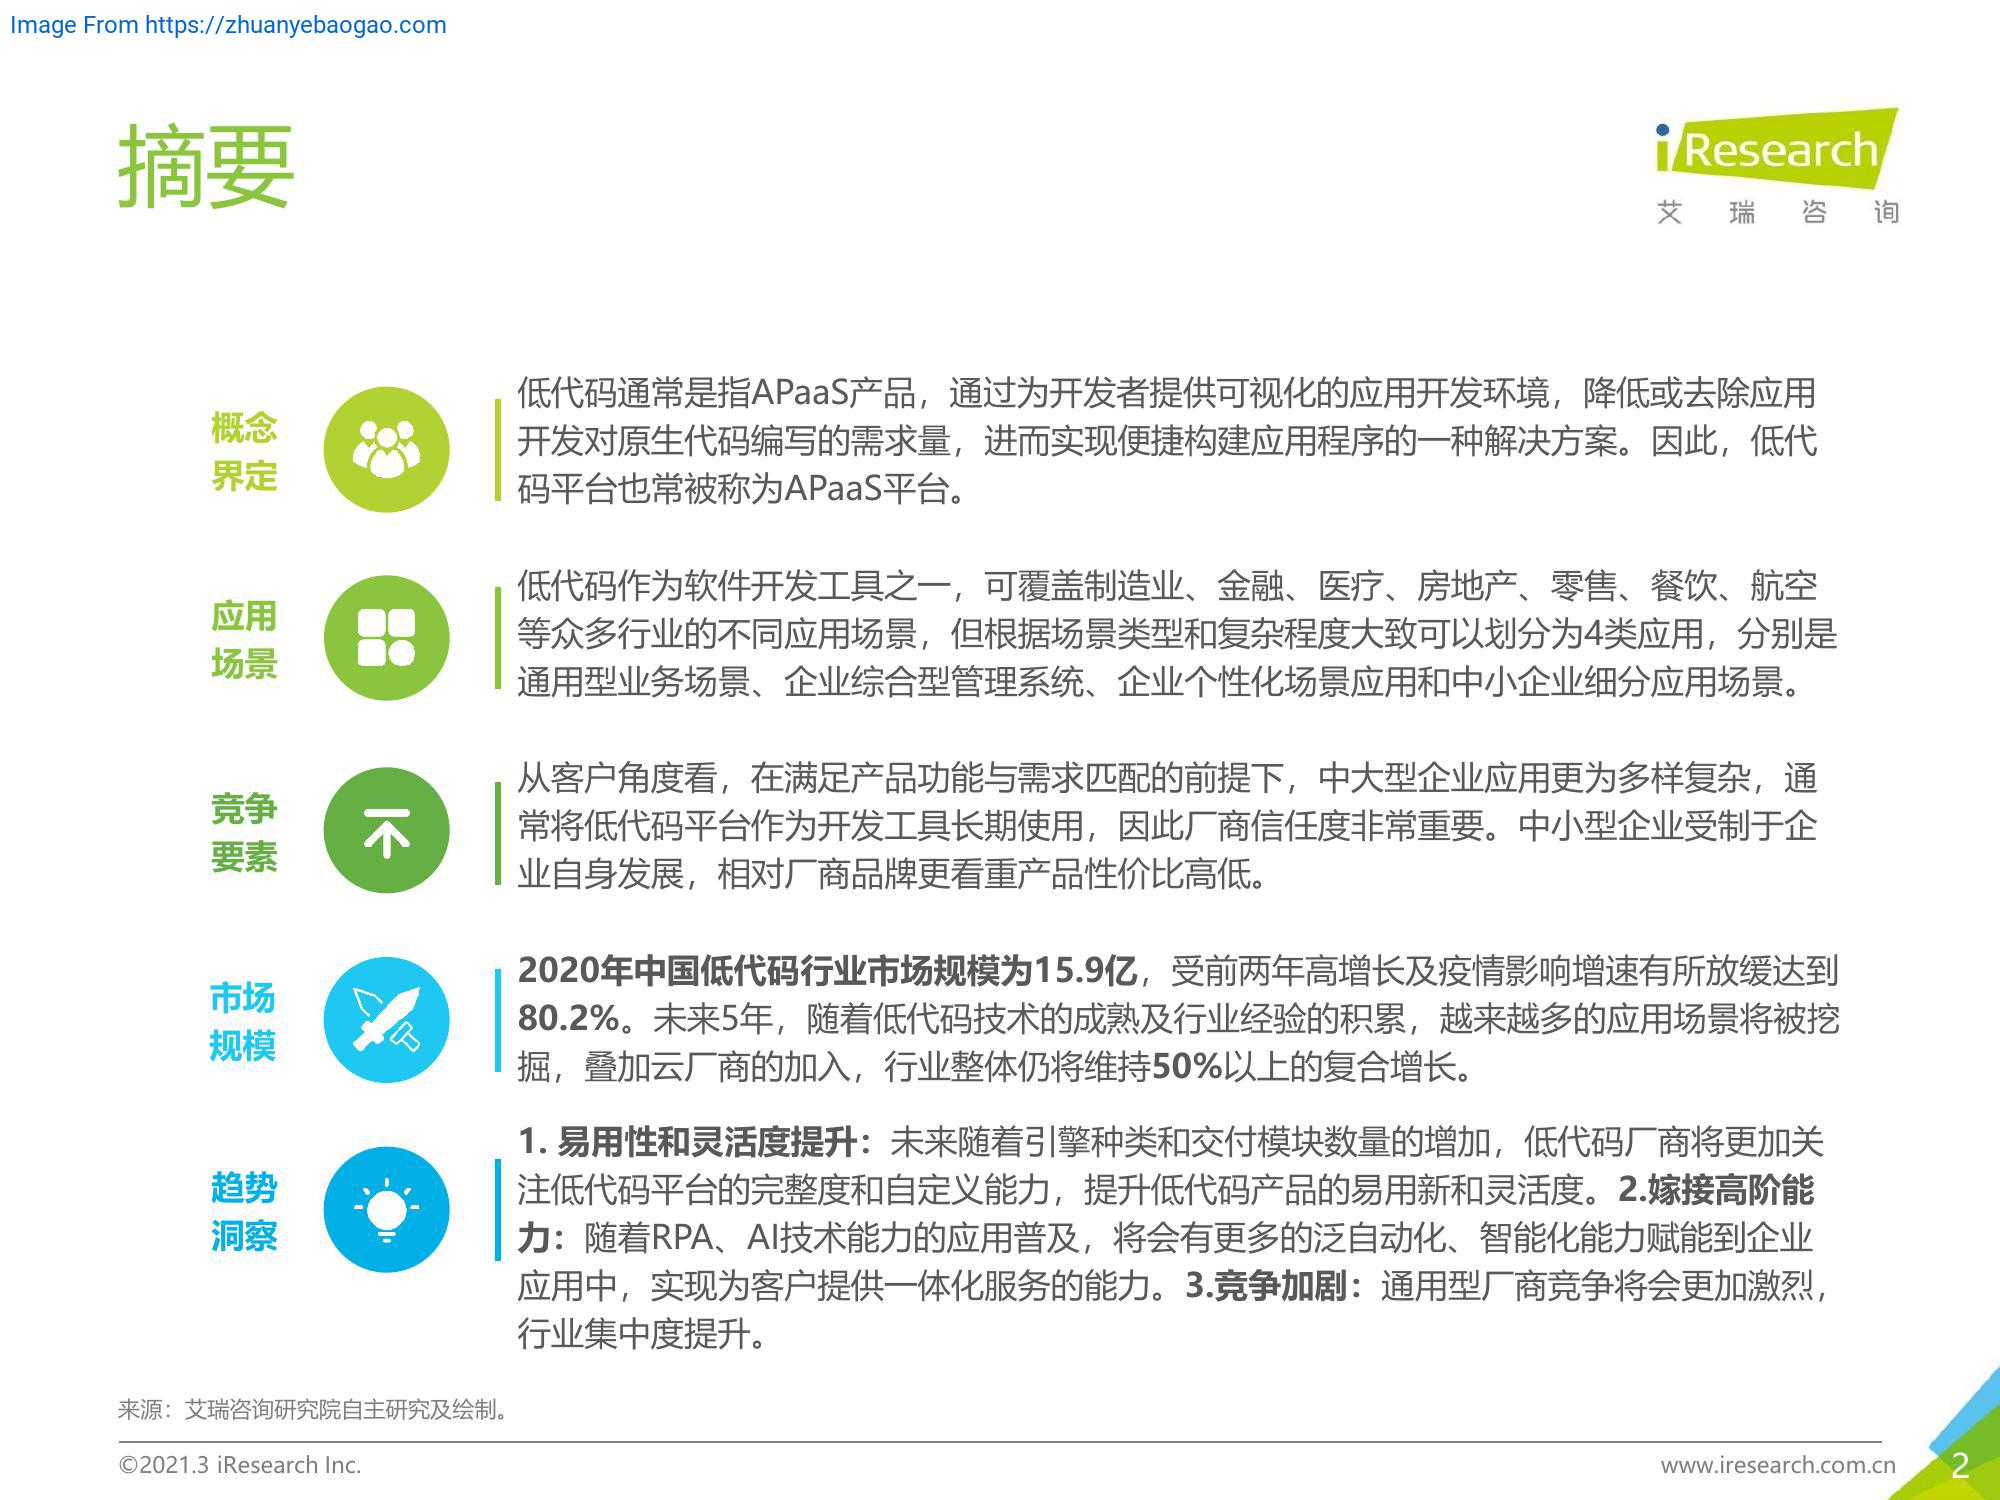 Image From https://zhuanyebaogao.com
摘要
iResearch
艾瑞咨询
概念
界定
低代码通常是指APaaS产品，通过为开发者提供可视化的应用开发环境，降低或去除应用
开发对原生代码编写的需求量，进而实现便捷构建应用程序的一种解决方案。因此，低代
码平台也常被称为APaaS平台。
应用
场景
低代码作为软件开发工具之一，可覆盖制造业、金融、医疗、房地产、零售、餐饮、航空
等众多行业的不同应用场景，但根据场景类型和复杂程度大致可以划分为4类应用，分别是
通用型业务场景、企业综合型管理系统、企业个性化场景应用和中小企业细分应用场景。
竞争
要素
从客户角度看，在满足产品功能与需求匹配的前提下，中大型企业应用更为多样复杂，通
常将低代码平台作为开发工具长期使用，因此厂商信任度非常重要。中小型企业受制于企
业自身发展，相对厂商品牌更看重产品性价比高低。
市场
规模
2020年中国低代码行业市场规模为15.9亿，受前两年高增长及疫情影响增速有所放缓达到
80.2%。未来5年，随着低代码技术的成熟及行业经验的积累，越来越多的应用场景将被挖
掘，叠加云厂商的加入，行业整体仍将维持50%以上的复合增长。
趋势
洞察
1. 易用性和灵活度提升：未来随着引擎种类和交付模块数量的增加，低代码厂商将更加关
注低代码平台的完整度和自定义能力，提升低代码产品的易用新和灵活度。2.嫁接高阶能
力：随着RPA、AI技术能力的应用普及，将会有更多的泛自动化、智能化能力赋能到企业
应用中，实现为客户提供一体化服务的能力。3.竞争加剧：通用型厂商竞争将会更加激烈，
行业集中度提升。
来源：艾瑞咨询研究院自主研究及绘制。
©2021.3 iResearch Inc.
www.iresearch.com.cn
2